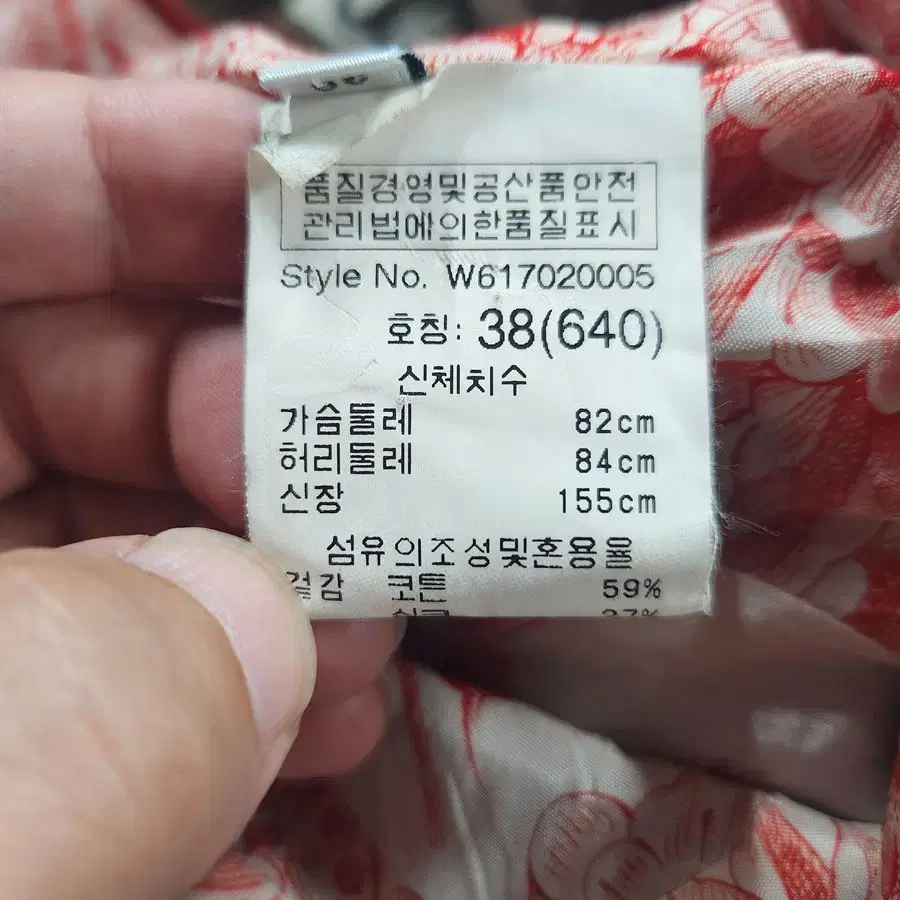 품질경영및공산품안전
관리법에의한품질표시
Style No. W617020005
호칭: 38(640)
신체치수
가슴둘레 82cm
허리둘레 84cm
신장 155cm
섬유의조성및혼용율
겉감 코튼 59%